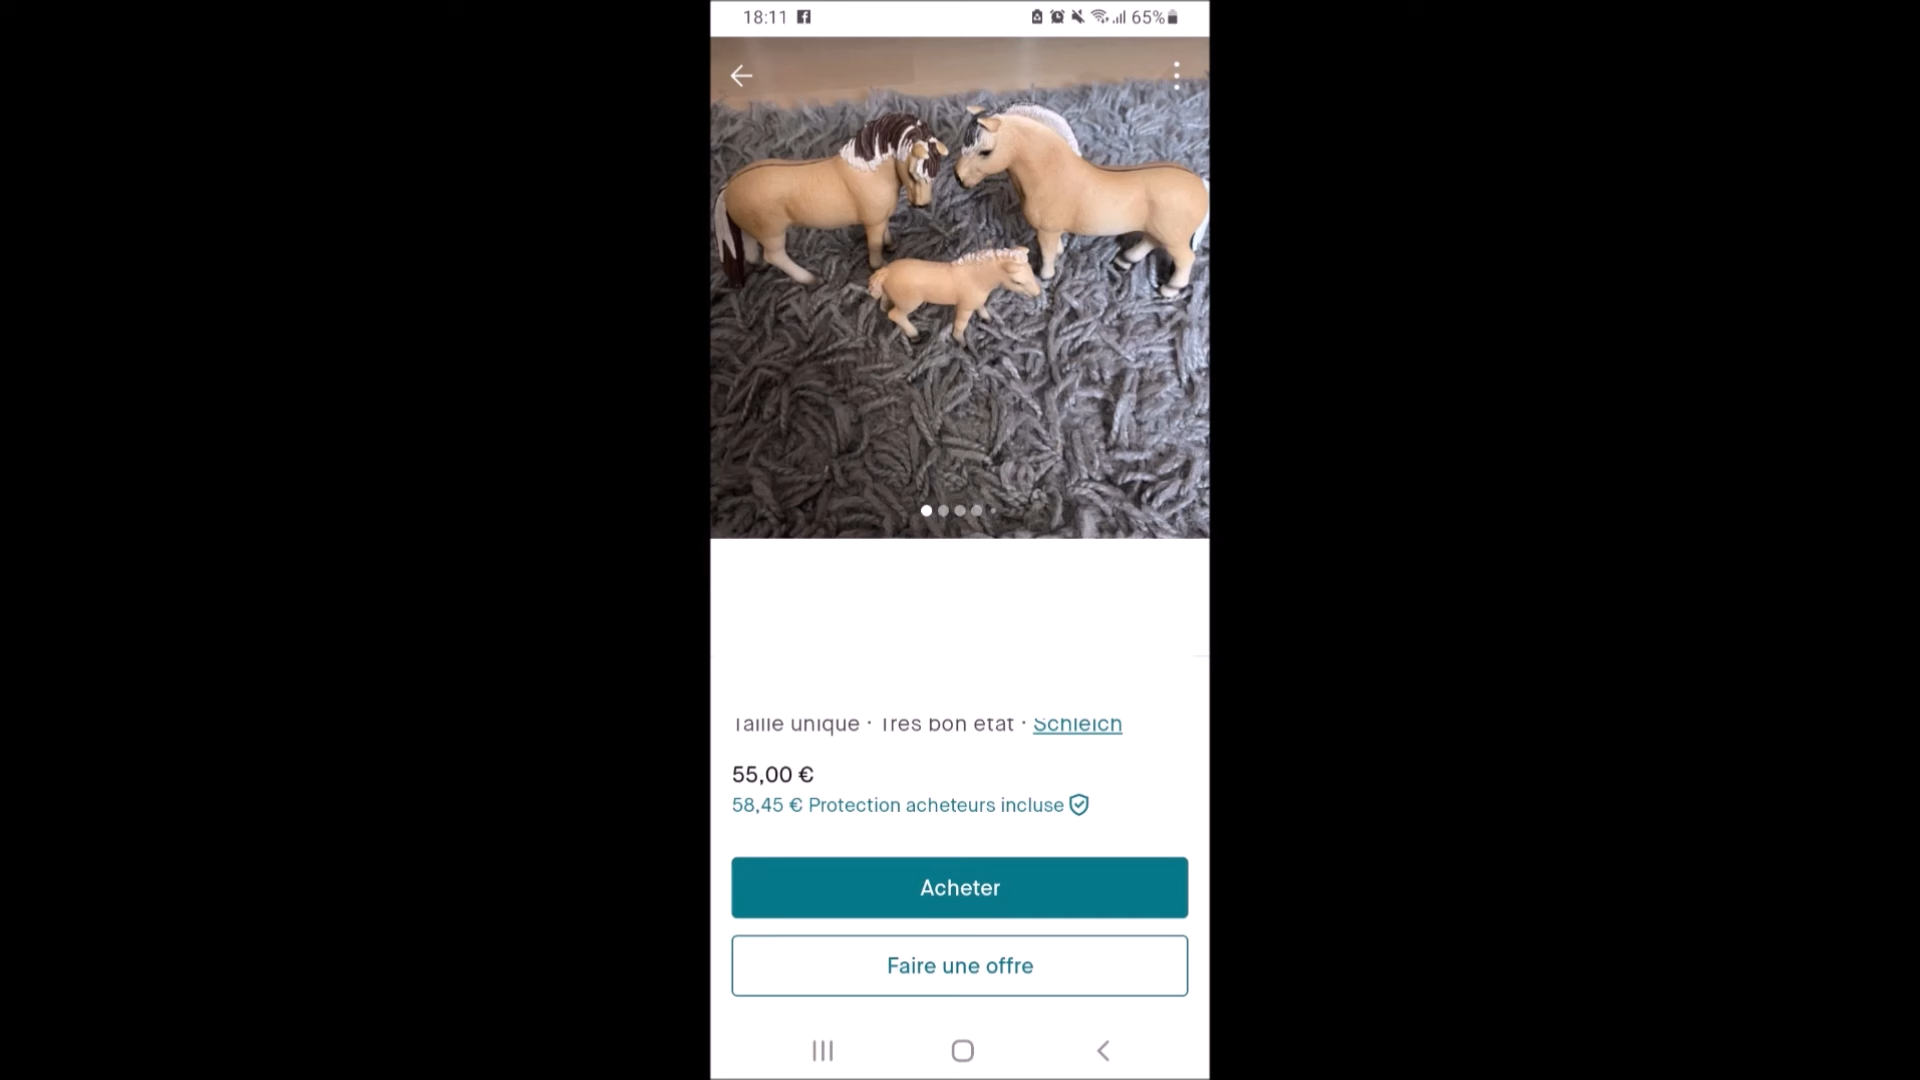 18:11 65%
Taille unique · Très bon état · Schleich
55,00 €
58,45 € Protection acheteurs incluse
Acheter
Faire une offre